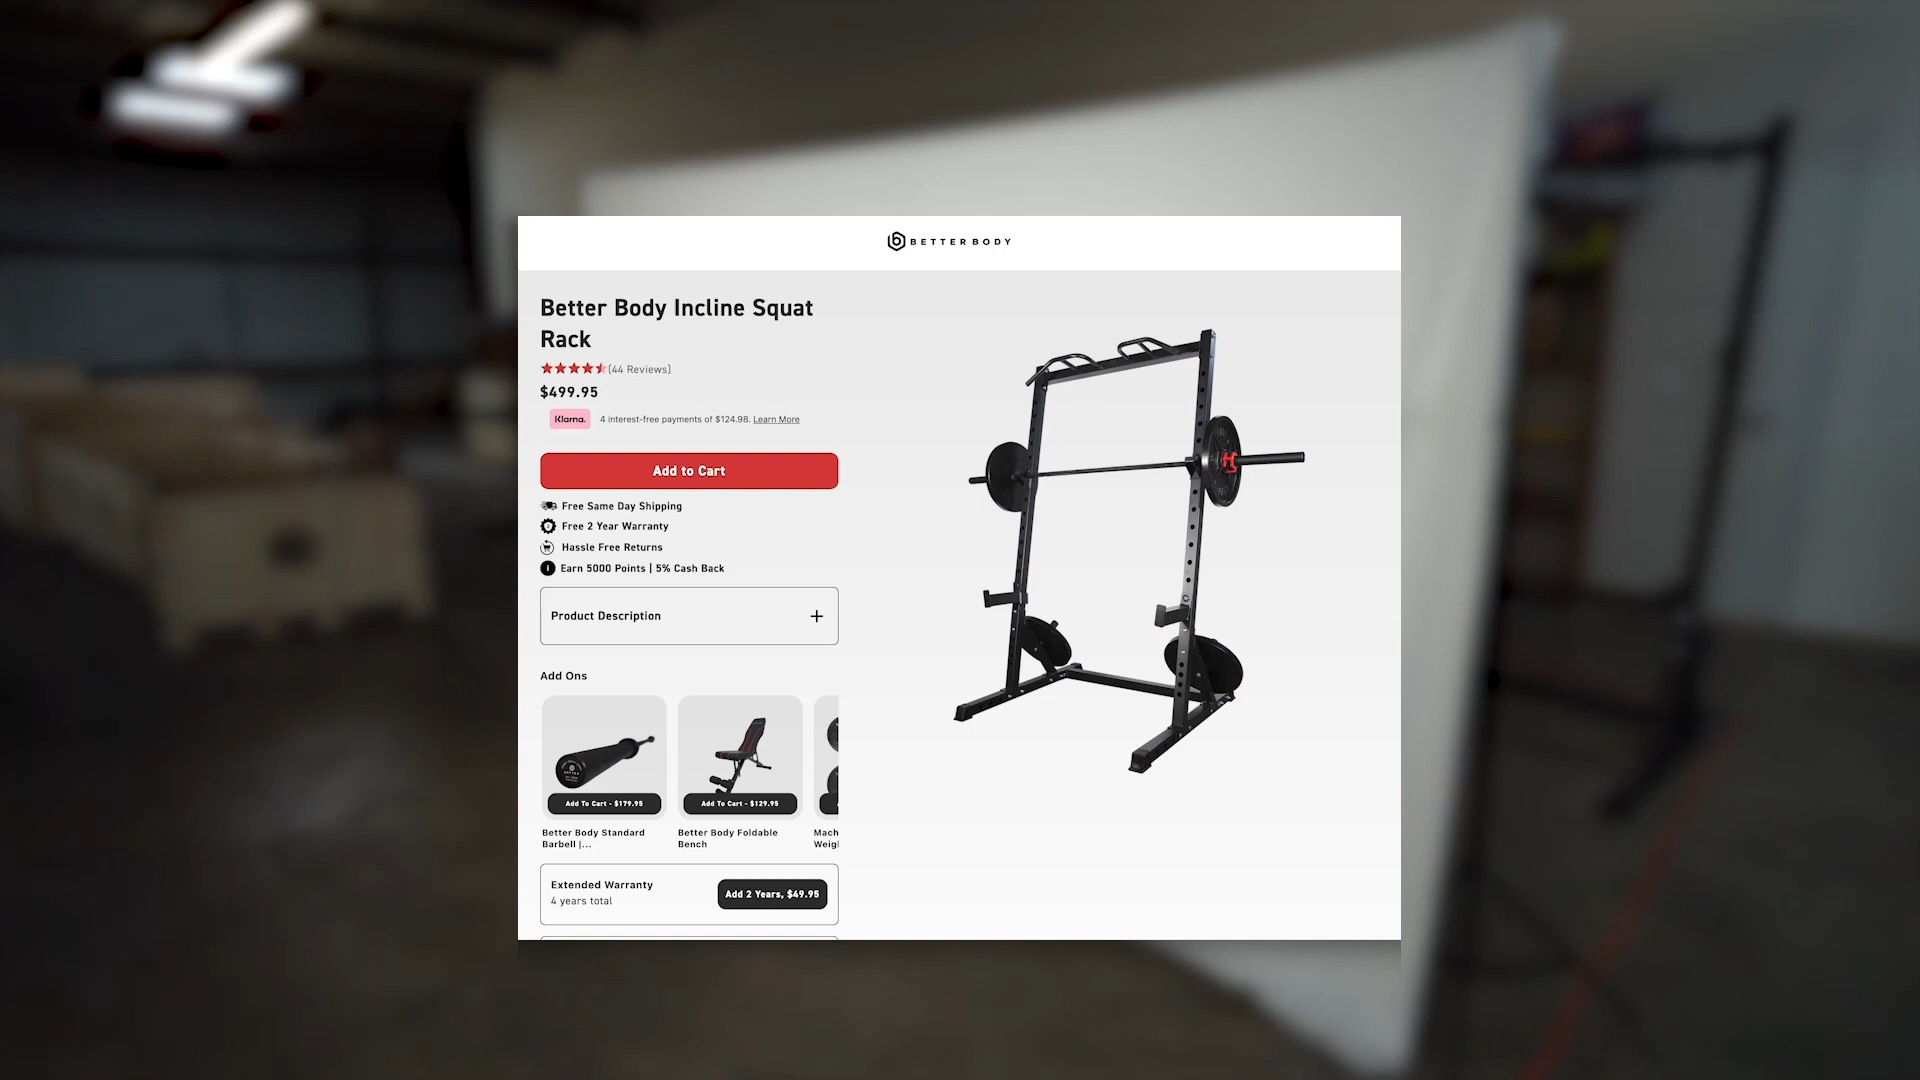 BETTER BODY
Better Body Incline Squat
Rack
(44 Reviews)
$499.95
Klarna. 4 interest-free payments of $124.98. Learn More
Add to Cart
Free Same Day Shipping
Free 2 Year Warranty
Hassle Free Returns
Earn 5000 Points | 5% Cash Back
Product Description
Add Ons
Add To Cart - $179.95
Add To Cart - $129.95
Better Body Standard
Barbell |...
Better Body Foldable
Bench
Mach
Weig
Extended Warranty
4 years total
Add 2 Years, $49.95